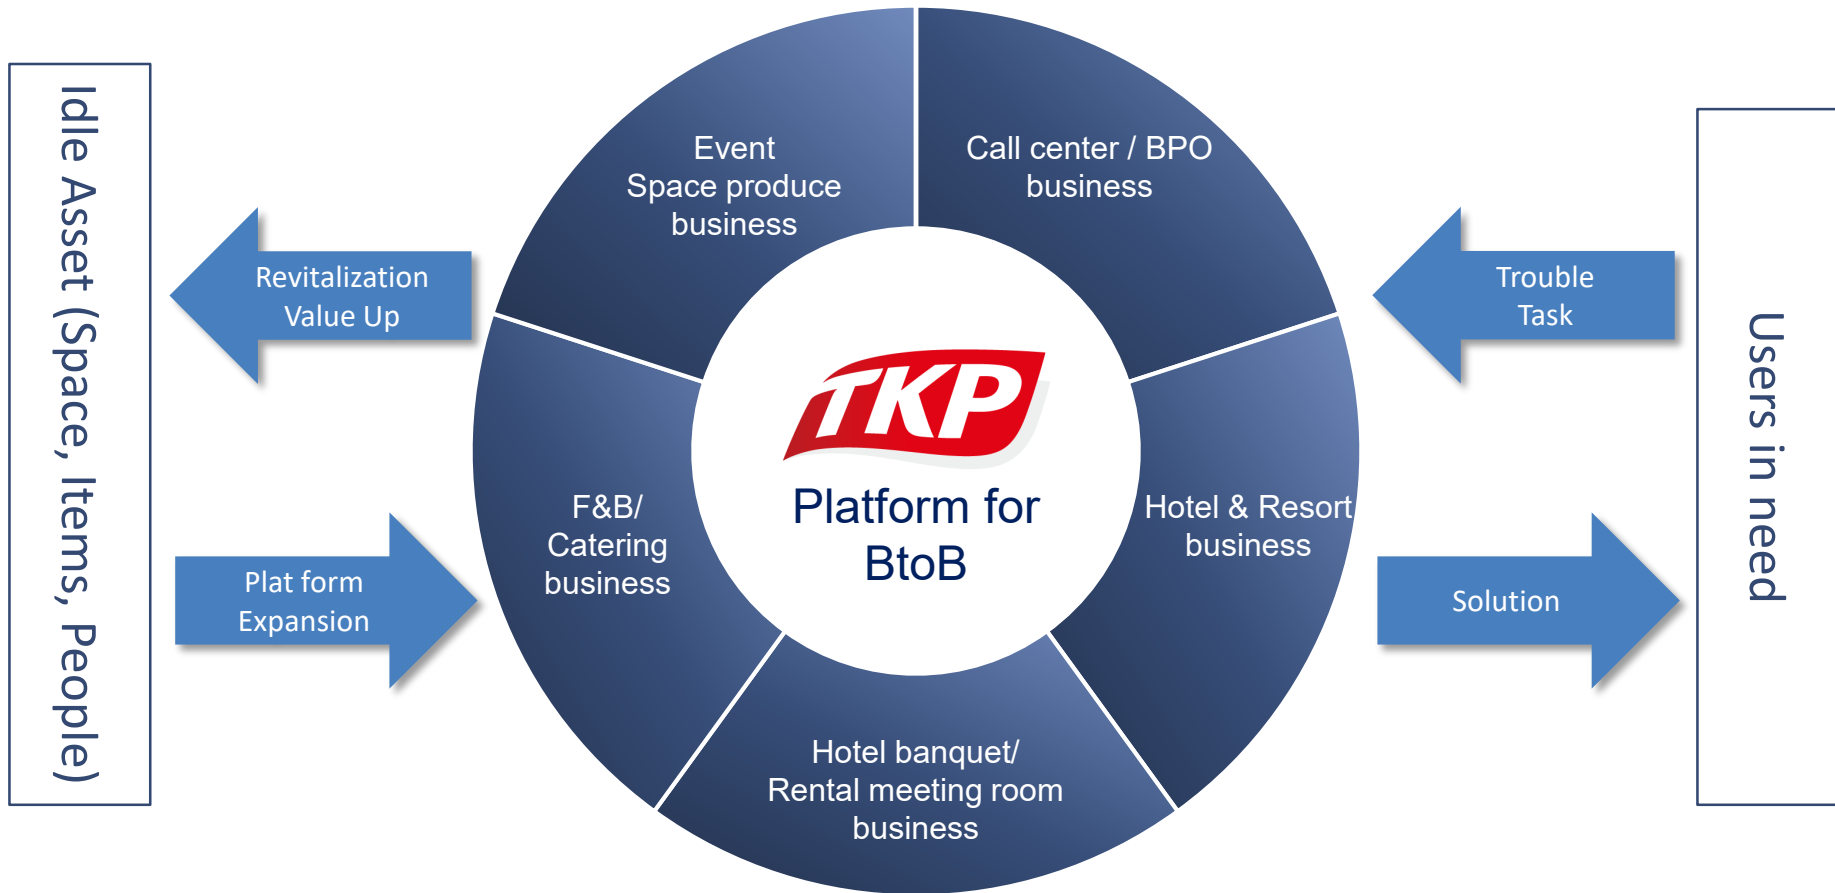 Idle Asset (Space, Items, People)
Revitalization
Value Up
Plat form
Expansion
Event
Space produce
business
Call center / BPO
business
F&B/
Catering
business
TKP
Platform for
BtoB
Hotel & Resort
business
Hotel banquet/
Rental meeting room
business
Trouble
Task
Solution
Users in need